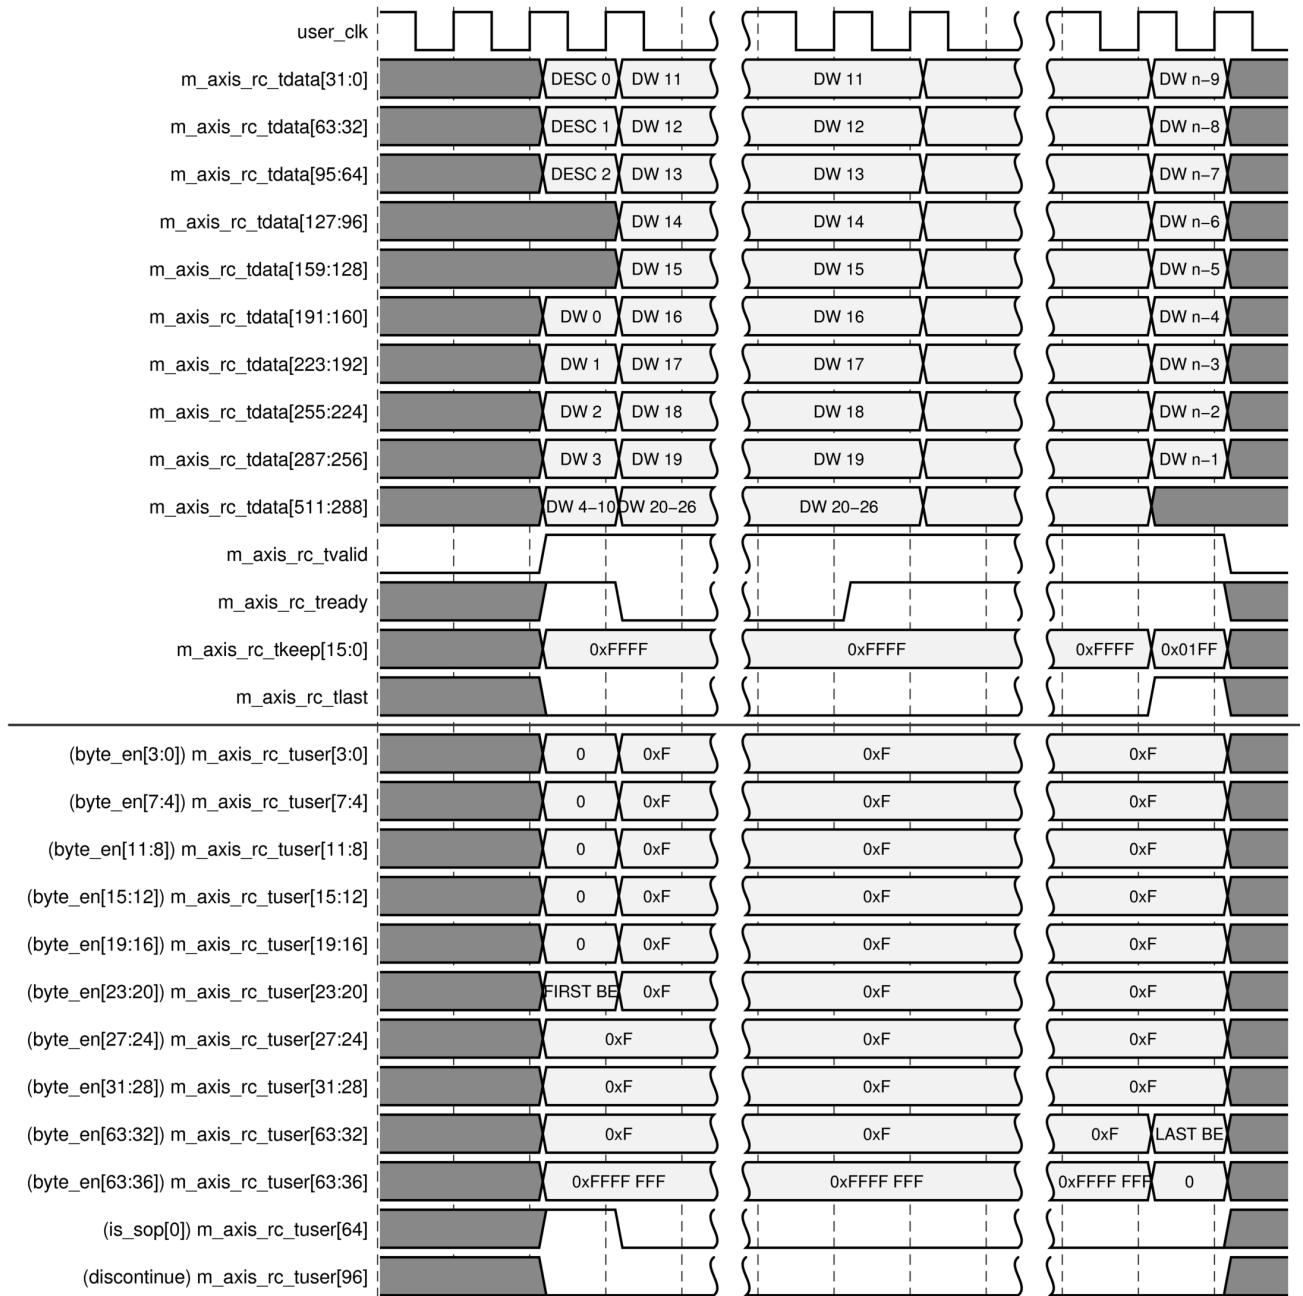 user_clk
m_axis_rc_tdata[31:0] DESC 0 DW 11 DW 11 DW n−9
m_axis_rc_tdata[63:32] DESC 1 DW 12 DW 12 DW n−8
m_axis_rc_tdata[95:64] DESC 2 DW 13 DW 13 DW n−7
m_axis_rc_tdata[127:96] DW 14 DW 14 DW n−6
m_axis_rc_tdata[159:128] DW 15 DW 15 DW n−5
m_axis_rc_tdata[191:160] DW 0 DW 16 DW 16 DW n−4
m_axis_rc_tdata[223:192] DW 1 DW 17 DW 17 DW n−3
m_axis_rc_tdata[255:224] DW 2 DW 18 DW 18 DW n−2
m_axis_rc_tdata[287:256] DW 3 DW 19 DW 19 DW n−1
m_axis_rc_tdata[511:288] DW 4−10 DW 20−26 DW 20−26
m_axis_rc_tvalid
m_axis_rc_tready
m_axis_rc_tkeep[15:0] 0xFFFF 0xFFFF 0xFFFF 0x01FF
m_axis_rc_tlast
(byte_en[3:0]) m_axis_rc_tuser[3:0] 0 0xF 0xF 0xF
(byte_en[7:4]) m_axis_rc_tuser[7:4] 0 0xF 0xF 0xF
(byte_en[11:8]) m_axis_rc_tuser[11:8] 0 0xF 0xF 0xF
(byte_en[15:12]) m_axis_rc_tuser[15:12] 0 0xF 0xF 0xF
(byte_en[19:16]) m_axis_rc_tuser[19:16] 0 0xF 0xF 0xF
(byte_en[23:20]) m_axis_rc_tuser[23:20] FIRST BE 0xF 0xF 0xF
(byte_en[27:24]) m_axis_rc_tuser[27:24] 0xF 0xF 0xF
(byte_en[31:28]) m_axis_rc_tuser[31:28] 0xF 0xF 0xF
(byte_en[63:32]) m_axis_rc_tuser[63:32] 0xF 0xF 0xF LAST BE
(byte_en[63:36]) m_axis_rc_tuser[63:36] 0xFFFF FFF 0xFFFF FFF 0xFFFF FFF 0
(is_sop[0]) m_axis_rc_tuser[64]
(discontinue) m_axis_rc_tuser[96]